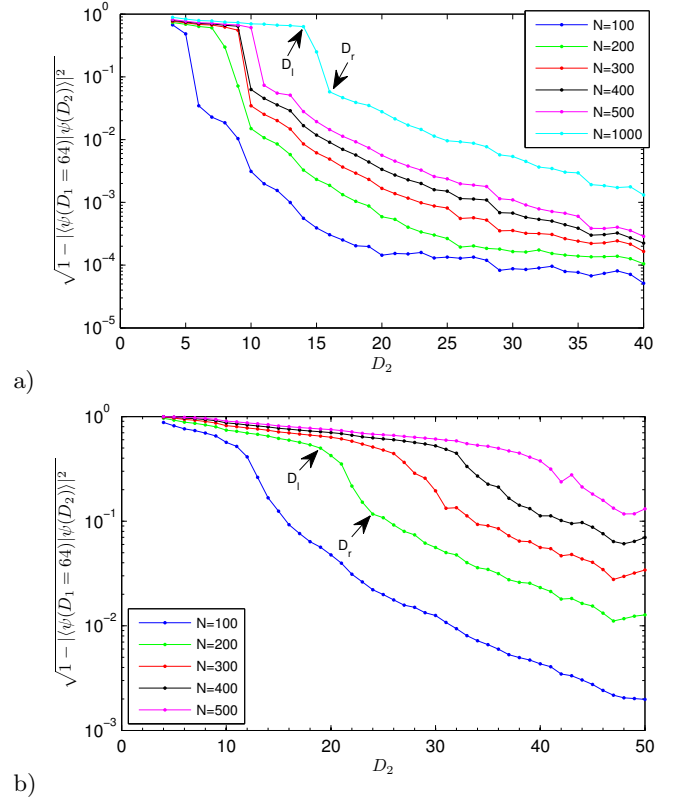 10^0
10^{-1}
10^{-2}
10^{-3}
10^{-4}
10^{-5}
0 5 10 15 20 25 30 35 40
D_2
\sqrt{1 - |⟨ψ(D_1 = 64)|ψ(D_2)⟩|^2}
D_l
D_r
N=100
N=200
N=300
N=400
N=500
N=1000
a)
10^0
10^{-1}
10^{-2}
10^{-3}
0 10 20 30 40 50
D_2
\sqrt{1 - |⟨ψ(D_1 = 64)|ψ(D_2)⟩|^2}
D_l
D_r
N=100
N=200
N=300
N=400
N=500
b)